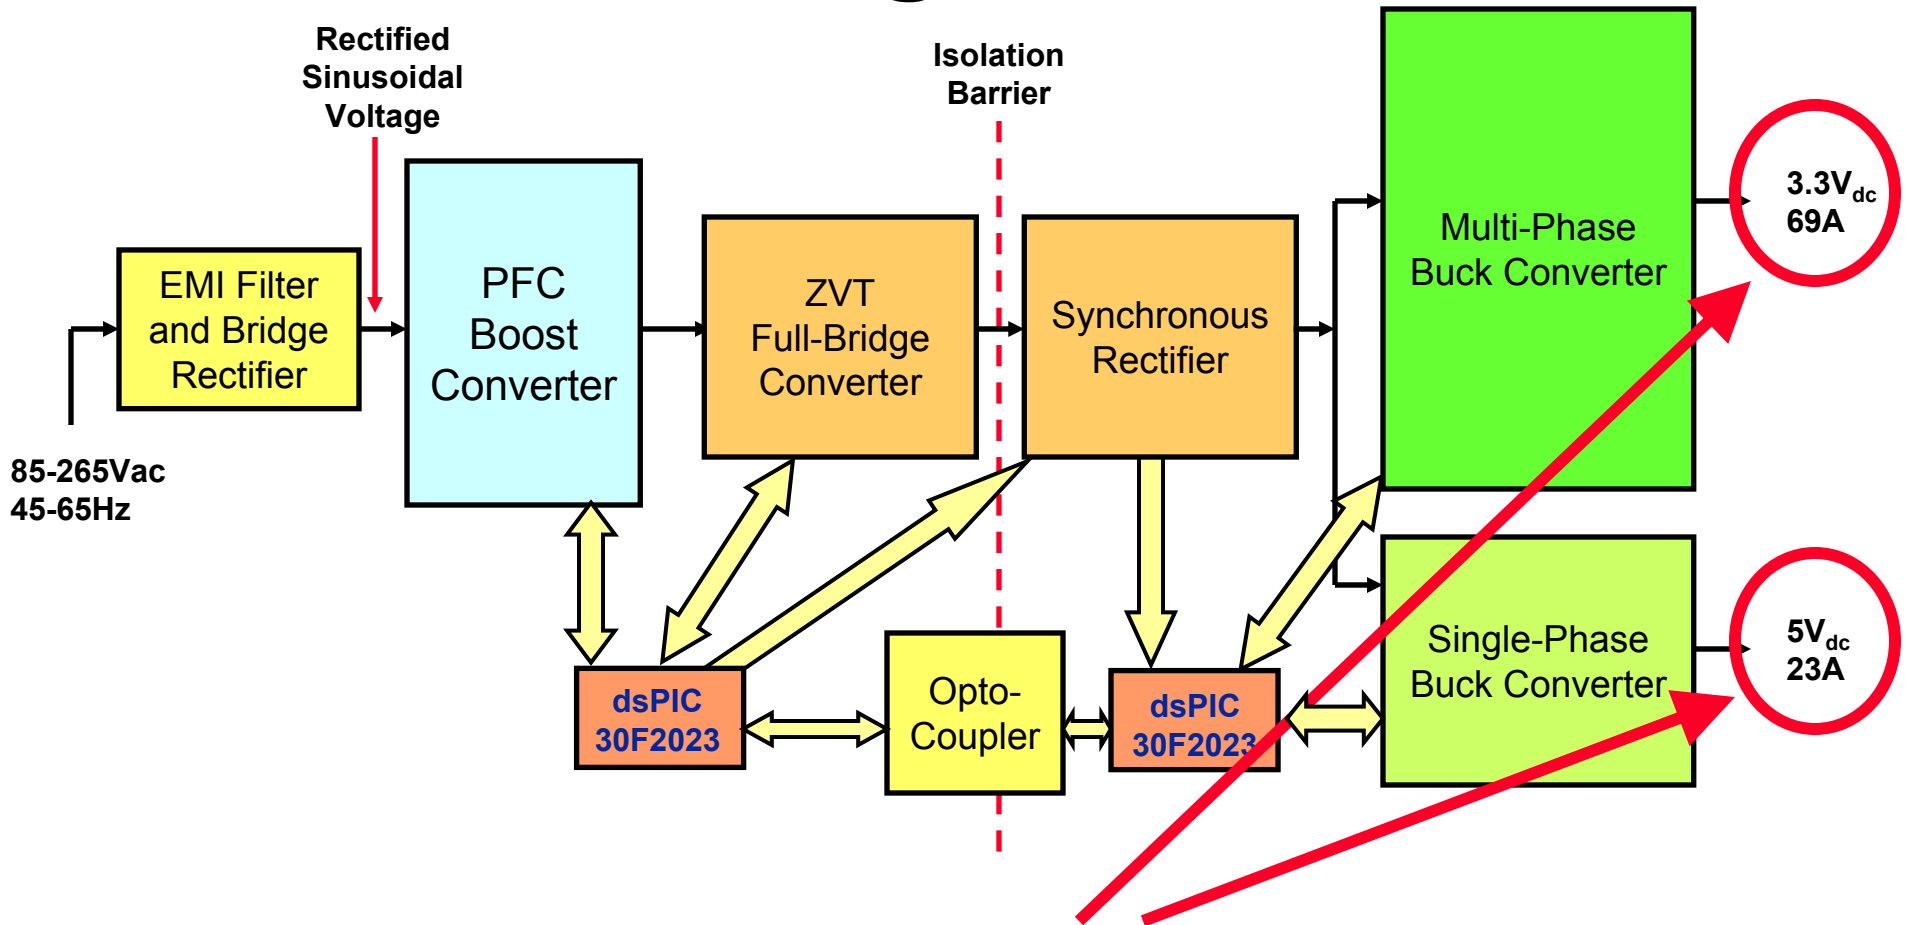 Rectified
Sinusoidal
Voltage
Isolation
Barrier
EMI Filter
and Bridge
Rectifier
PFC
Boost
Converter
ZVT
Full-Bridge
Converter
Synchronous
Rectifier
Multi-Phase
Buck Converter
3.3Vdc
69A
85-265Vac
45-65Hz
dsPIC
30F2023
Opto-
Coupler
dsPIC
30F2023
Single-Phase
Buck Converter
5Vdc
23A